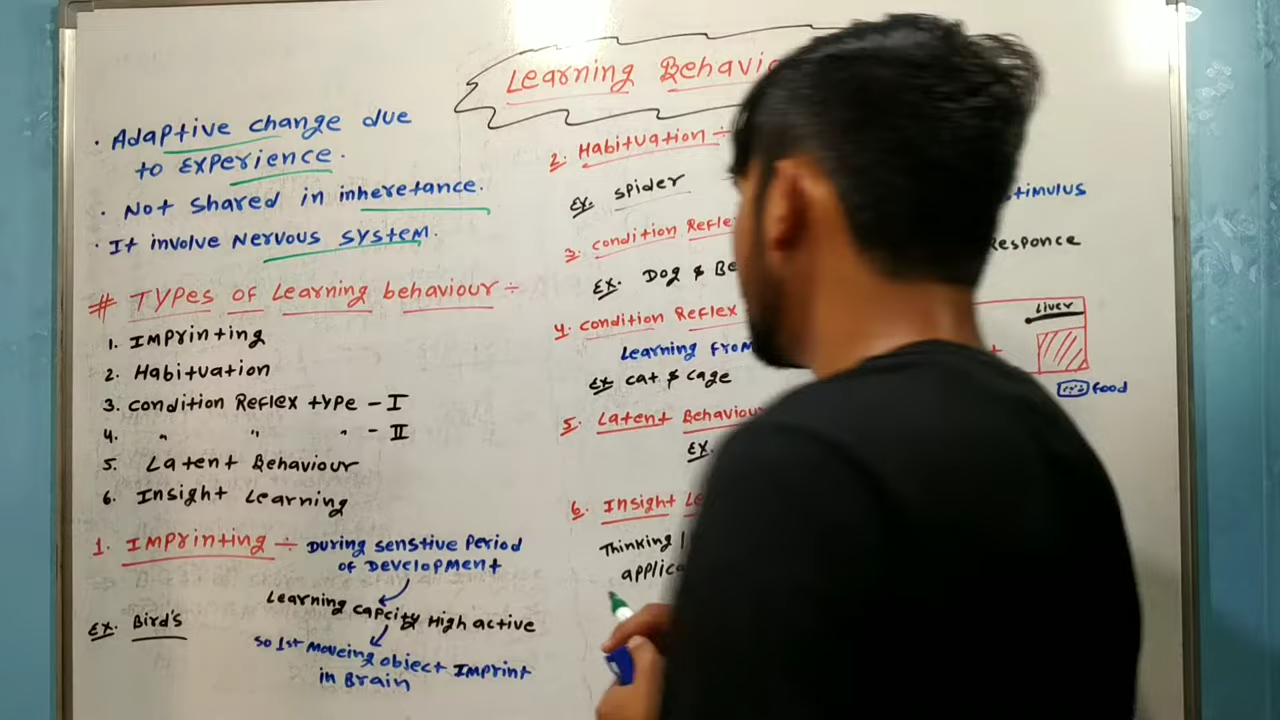 Learning Behavio
• Adaptive change due
to Experience.
• Not shared in inheretance.
• It involve Nervous system.
# Types of Learning behaviour ÷
1. Imprinting
2. Habituation
3. Condition Reflex type - I
4. " " " - II
5. Latent Behaviour
6. Insight Learning
1. Imprinting ÷ During senstive Period
of Development
Learning capcity High active
so 1st moveing object Imprint
in Brain
Ex. Bird's
2. Habituation ÷
Ex. spider
timulus
3. Condition Reflex
Responce
Ex. Dog & Be
4. Condition Reflex
Learning from
Ex cat & cage
Liver
+
food
5. Latent Behaviour
Ex.
6. Insight Le
Thinking
applica